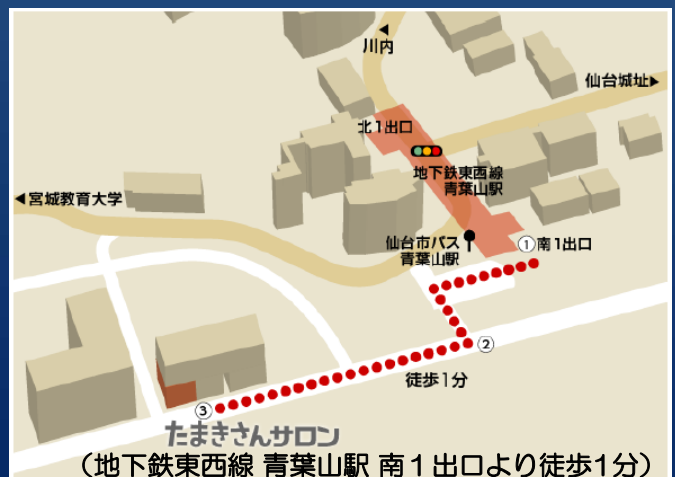 川内
仙台城址▶
北1出口
地下鉄東西線
青葉山駅
◀宮城教育大学
仙台市バス
青葉山駅
①南1出口
②
徒歩1分
③
たまきさんサロン
（地下鉄東西線 青葉山駅 南1出口より徒歩1分）